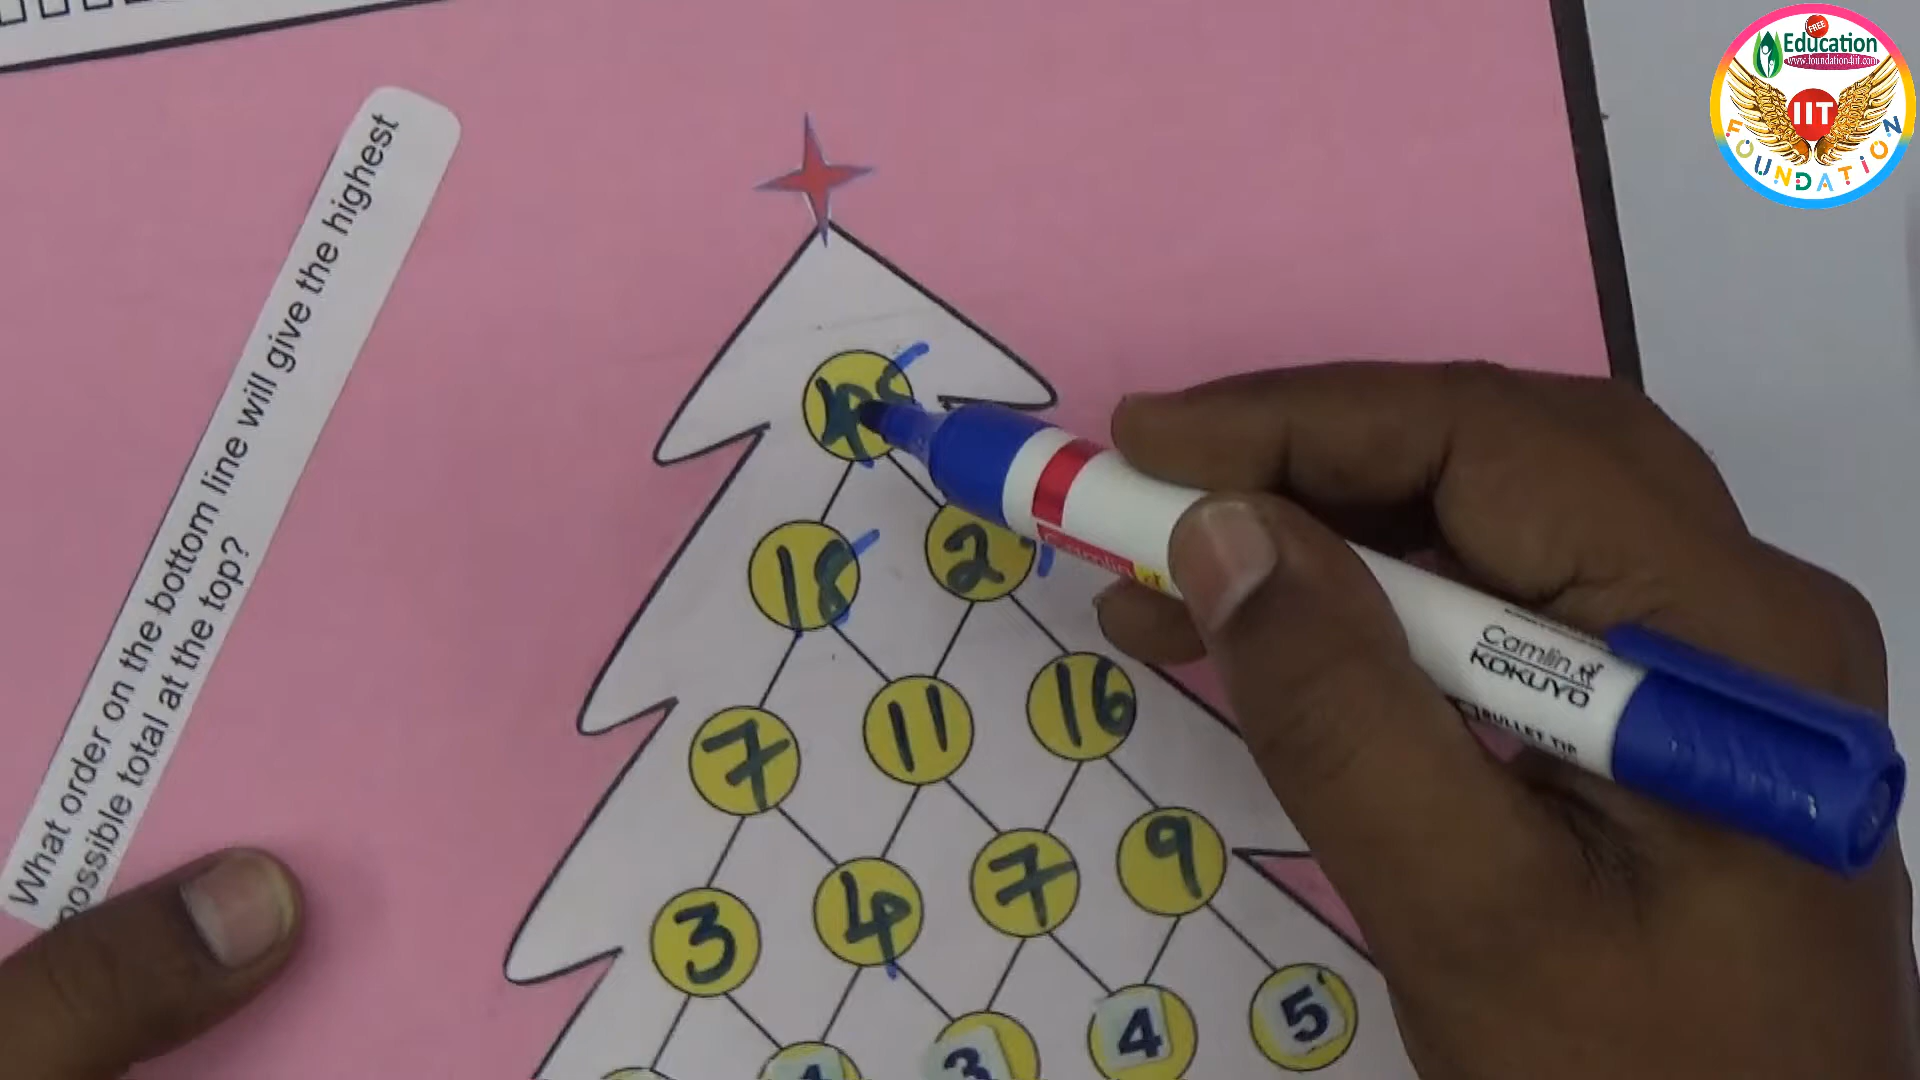 FREE
Education
www.foundation4iit.com
IIT
FOUNDATION
What order on the bottom line will give the highest
possible total at the top?
18 2
7 11 16
3 4 7 9
1 3 4 5
Camlin
KOKUYO
BULLET TIP
Camlin